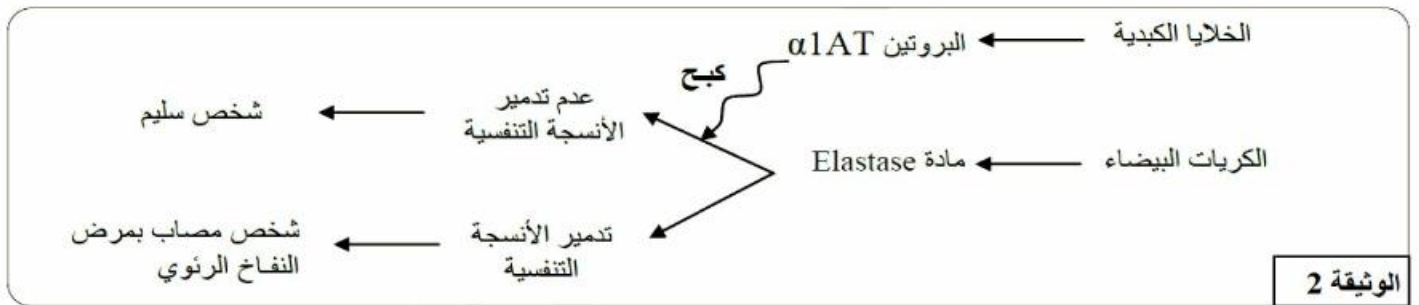 الخلايا الكبدية
البروتين α1AT
كبح
عدم تدمير
الأنسجة التنفسية
شخص سليم
الكريات البيضاء
مادة Elastase
تدمير الأنسجة
التنفسية
شخص مصاب بمرض
النفاخ الرئوي
الوثيقة 2